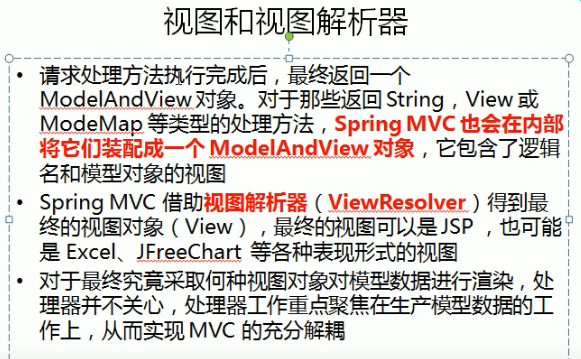 视图和视图解析器
• 请求处理方法执行完成后，最终返回一个
ModelAndView 对象。对于那些返回 String，View 或
ModeMap 等类型的处理方法，Spring MVC 也会在内部
将它们装配成一个 ModelAndView 对象，它包含了逻辑
名和模型对象的视图
• Spring MVC 借助视图解析器（ViewResolver）得到最
终的视图对象（View），最终的视图可以是 JSP ，也可能
是 Excel、JFreeChart 等各种表现形式的视图
• 对于最终究竟采取何种视图对象对模型数据进行渲染，处
理器并不关心，处理器工作重点聚焦在生产模型数据的工
作上，从而实现 MVC 的充分解耦